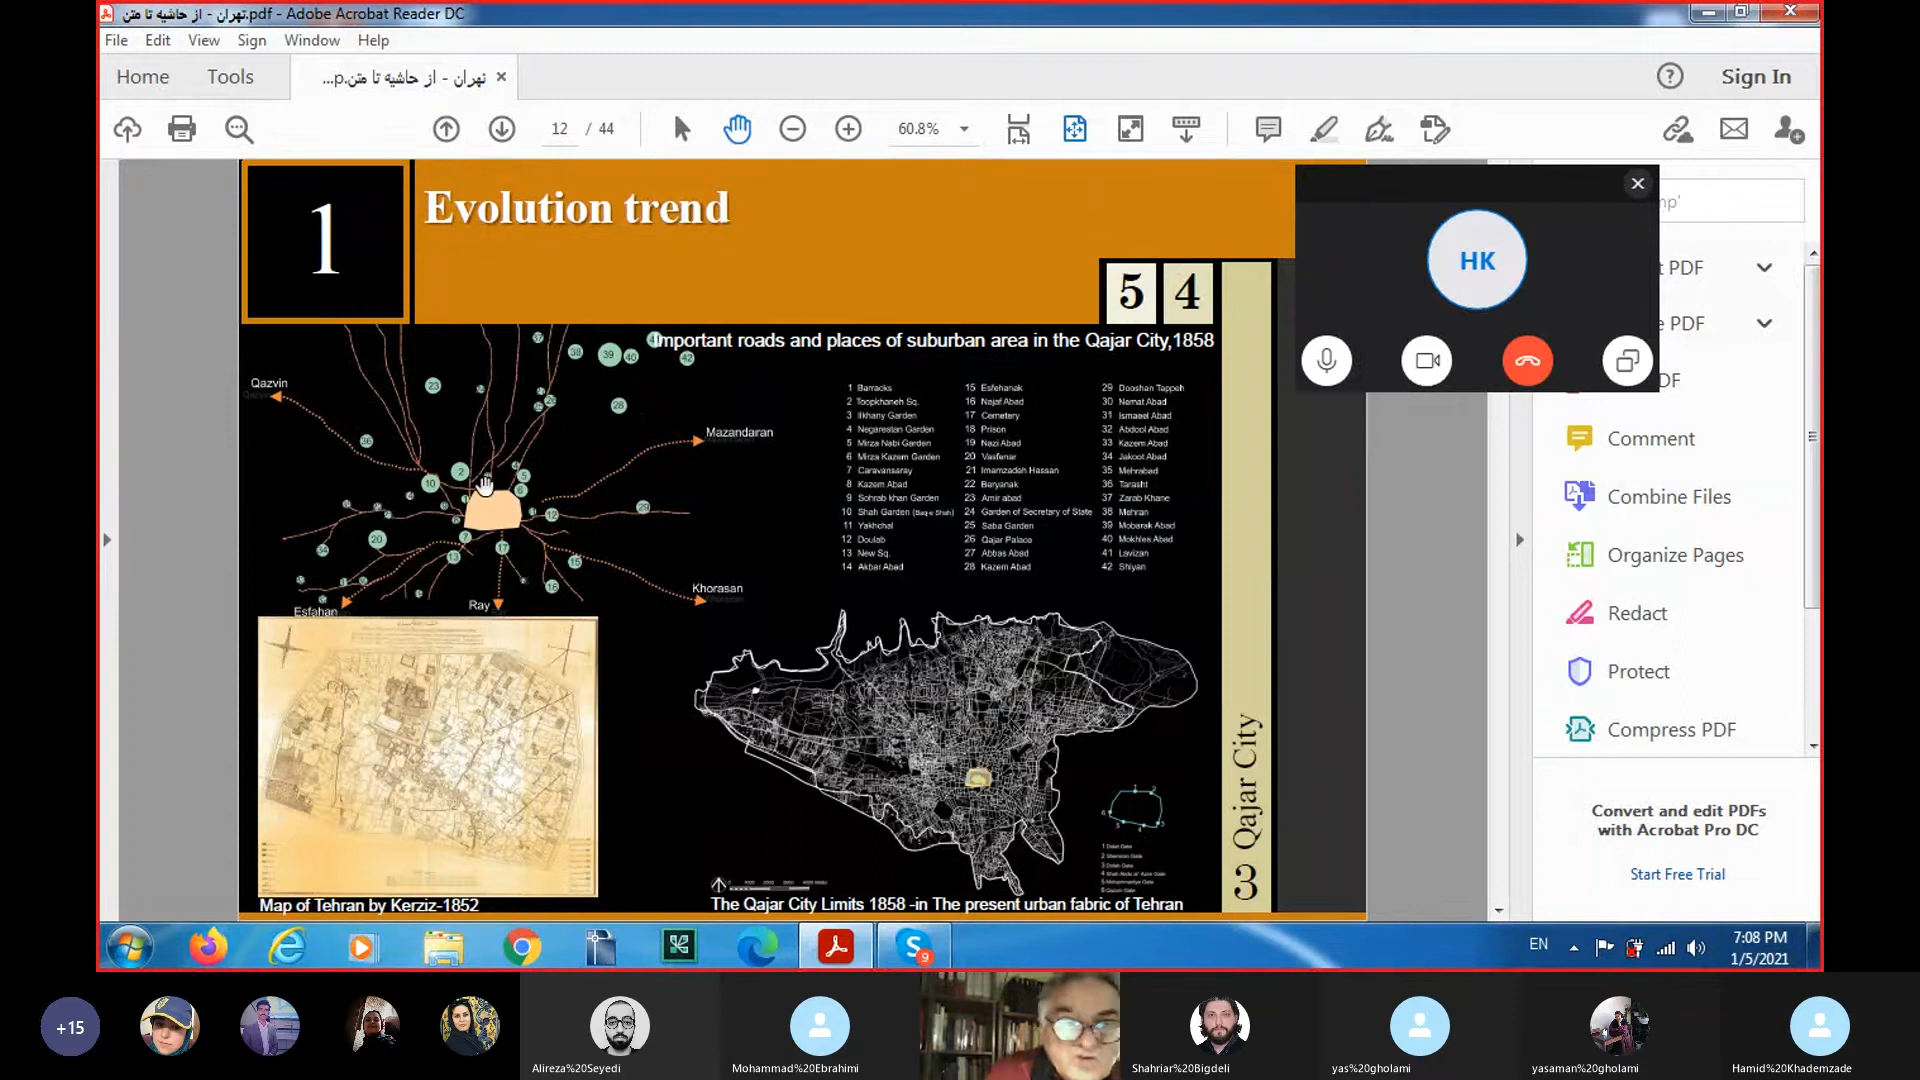 تهران - از حاشیه تا متن.pdf - Adobe Acrobat Reader DC
File Edit View Sign Window Help
Home Tools تهران - از حاشیه تا متن.p... Sign In
12 / 44 60.8%
1
Evolution trend
5 4
Important roads and places of suburban area in the Qajar City,1858
Qazvin
Mazandaran
Khorasan
Esfahan
Ray
1 Barracks
2 Toopkhaneh Sq.
3 Ilkhany Garden
4 Negarestan Garden
5 Mirza Nabi Garden
6 Mirza Kazem Garden
7 Caravansaray
8 Kazem Abad
9 Sohrab khan Garden
10 Shah Garden (Baq-e Shah)
11 Yakhchal
12 Doulab
13 New Sq.
14 Akbar Abad
15 Esfehanak
16 Najaf Abad
17 Cemetery
18 Prison
19 Nazi Abad
20 Vasfenar
21 Imamzadeh Hassan
22 Beryanak
23 Amir abad
24 Garden of Secretary of State
25 Saba Garden
26 Qajar Palace
27 Abbas Abad
28 Kazem Abad
29 Dooshan Tappeh
30 Nemat Abad
31 Ismaeel Abad
32 Abdool Abad
33 Kazem Abad
34 Jakoot Abad
35 Mehrabad
36 Tarasht
37 Zarab Khane
38 Mehran
39 Mobarak Abad
40 Mokhles Abad
41 Lavizan
42 Shiyan
Map of Tehran by Kerziz-1852
The Qajar City Limits 1858 -in The present urban fabric of Tehran
3 Qajar City
HK
Comment
Combine Files
Organize Pages
Redact
Protect
Compress PDF
Convert and edit PDFs
with Acrobat Pro DC
Start Free Trial
EN
7:08 PM
1/5/2021
9
+15
Alireza%20Seyedi
Mohammad%20Ebrahimi
Shahriar%20Bigdeli
yas%20gholami
yasaman%20gholami
Hamid%20Khademzade